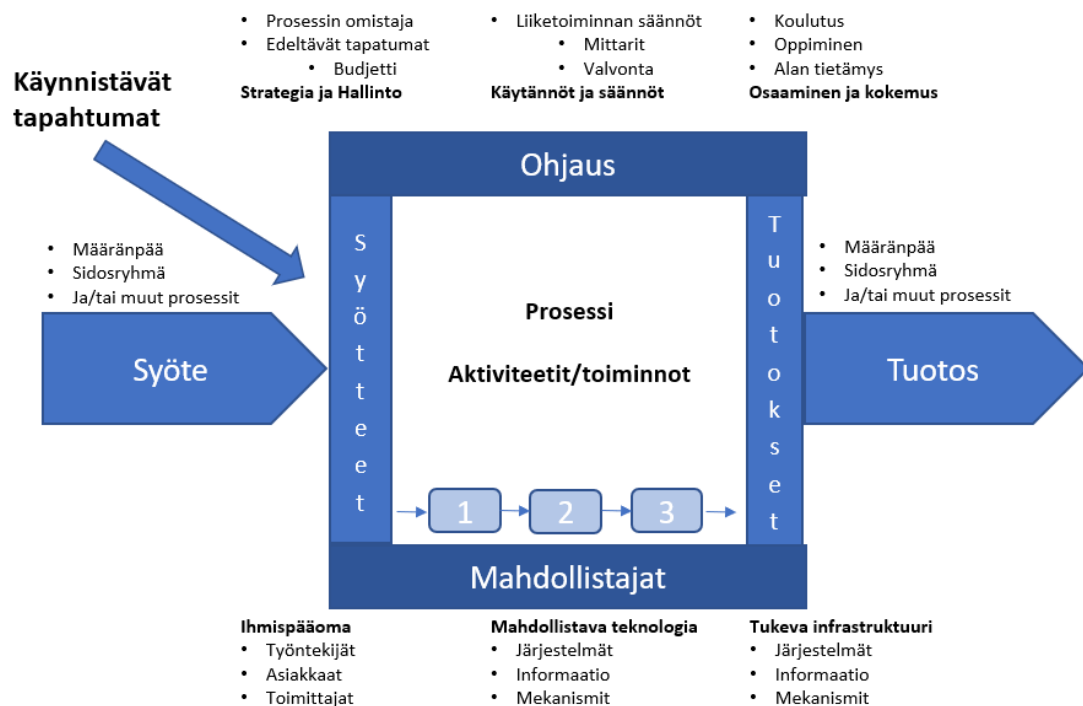 Prosessin omistaja
Edeltävät tapatumat
Budjetti
Strategia ja Hallinto
Liiketoiminnan säännöt
Mittarit
Valvonta
Käytännöt ja säännöt
Koulutus
Oppiminen
Alan tietämys
Osaaminen ja kokemus
Käynnistävät
tapahtumat
Ohjaus
Määränpää
Sidosryhmä
Ja/tai muut prosessit
Syöte
Syötteet
Prosessi
Aktiviteetit/toiminnot
1
2
3
Tuotokset
Määränpää
Sidosryhmä
Ja/tai muut prosessit
Tuotos
Mahdollistajat
Ihmispääoma
Työntekijät
Asiakkaat
Toimittajat
Mahdollistava teknologia
Järjestelmät
Informaatio
Mekanismit
Tukeva infrastruktuuri
Järjestelmät
Informaatio
Mekanismit